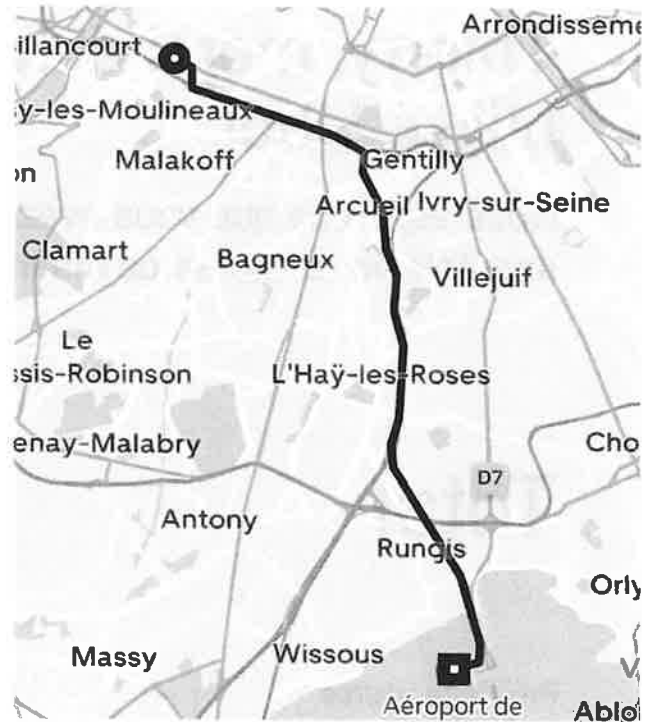 Arrondisseme
illancourt
sy-les-Moulineaux
Malakoff
Gentilly
on
Arcueil
Ivry-sur-Seine
Clamart
Bagneux
Villejuif
Le
ssis-Robinson
L'Haÿ-les-Roses
enay-Malabry
Cho
D7
Antony
Rungis
Orly
Massy
Wissous
V
Aéroport de
Ablo